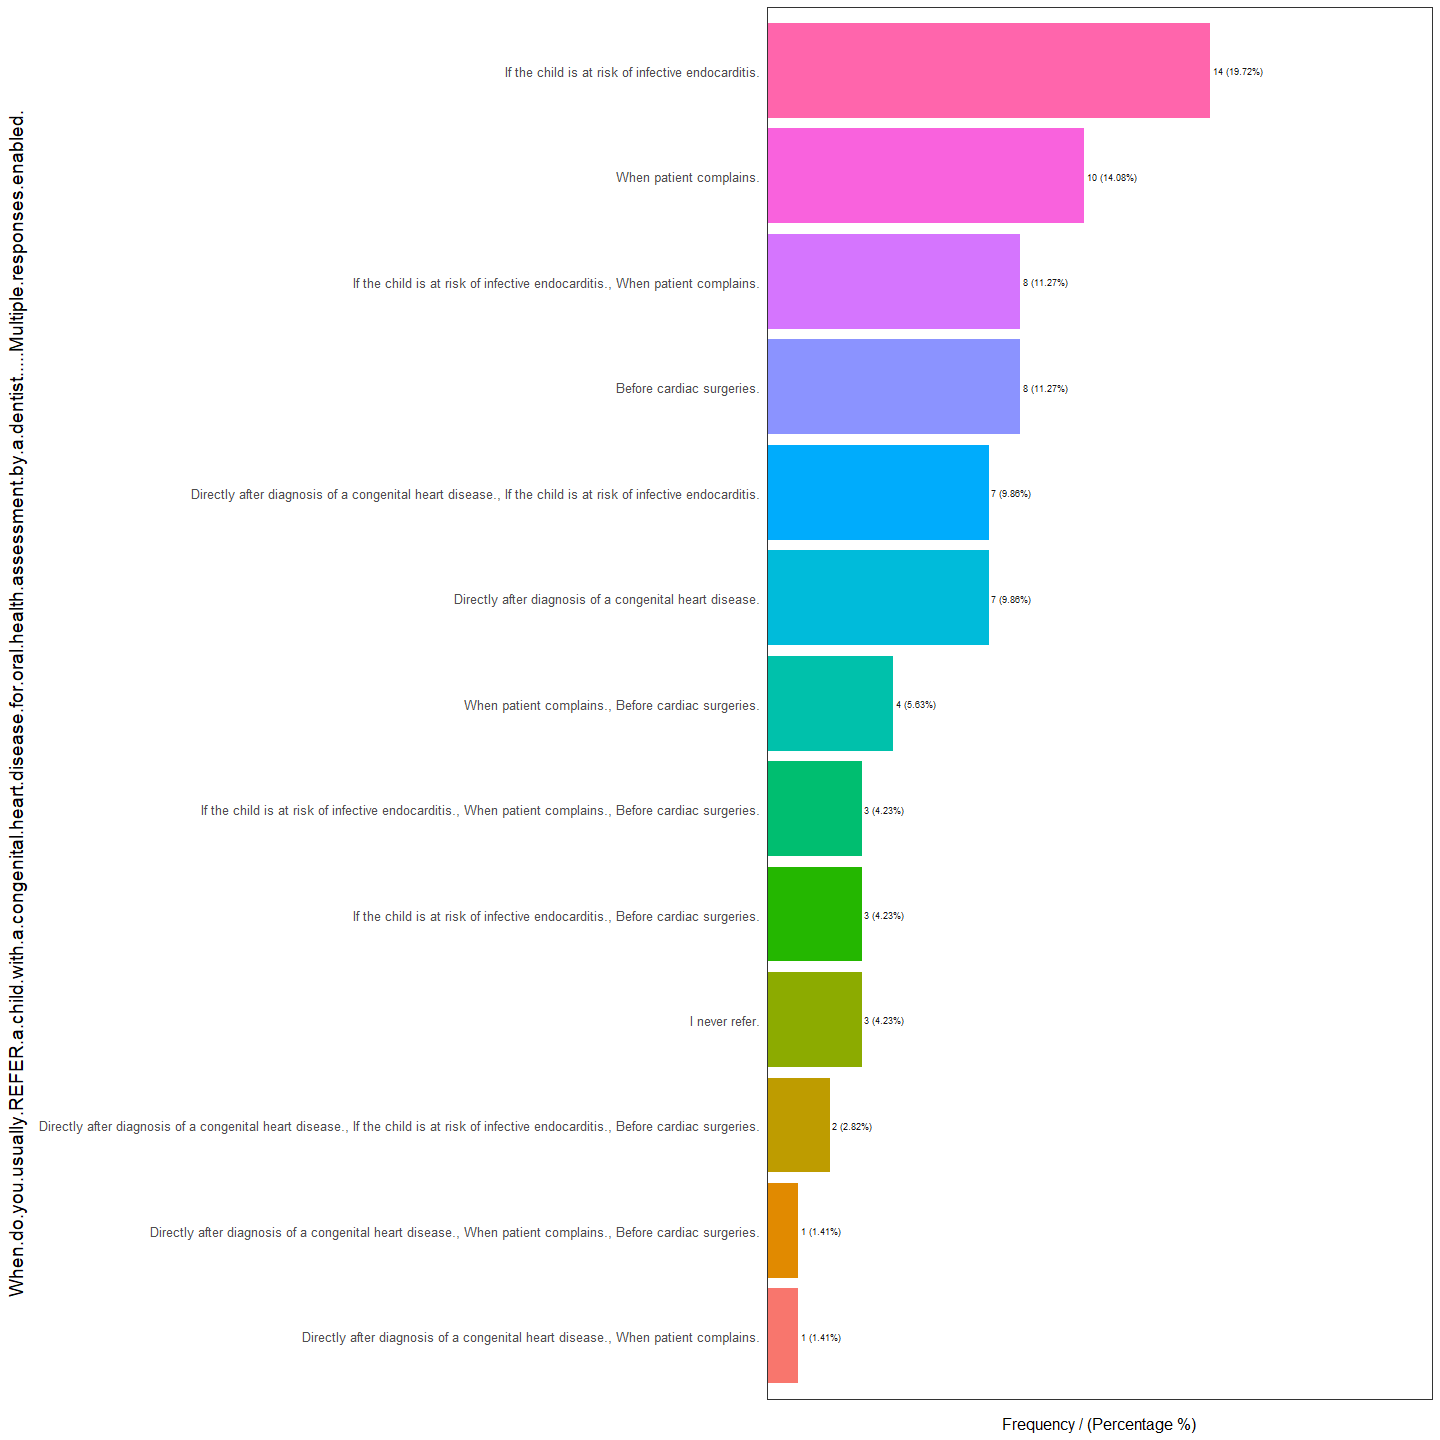 When.do.you.usually.REFER.a.child.with.a.congenital.heart.disease.for.oral.health.assessment.by.a.dentist.....Multiple.responses.enabled.
If the child is at risk of infective endocarditis.
14 (19.72%)
When patient complains.
10 (14.08%)
If the child is at risk of infective endocarditis., When patient complains.
8 (11.27%)
Before cardiac surgeries.
8 (11.27%)
Directly after diagnosis of a congenital heart disease., If the child is at risk of infective endocarditis.
7 (9.86%)
Directly after diagnosis of a congenital heart disease.
7 (9.86%)
When patient complains., Before cardiac surgeries.
4 (5.63%)
If the child is at risk of infective endocarditis., When patient complains., Before cardiac surgeries.
3 (4.23%)
If the child is at risk of infective endocarditis., Before cardiac surgeries.
3 (4.23%)
I never refer.
3 (4.23%)
Directly after diagnosis of a congenital heart disease., If the child is at risk of infective endocarditis., Before cardiac surgeries.
2 (2.82%)
Directly after diagnosis of a congenital heart disease., When patient complains., Before cardiac surgeries.
1 (1.41%)
Directly after diagnosis of a congenital heart disease., When patient complains.
1 (1.41%)
Frequency / (Percentage %)